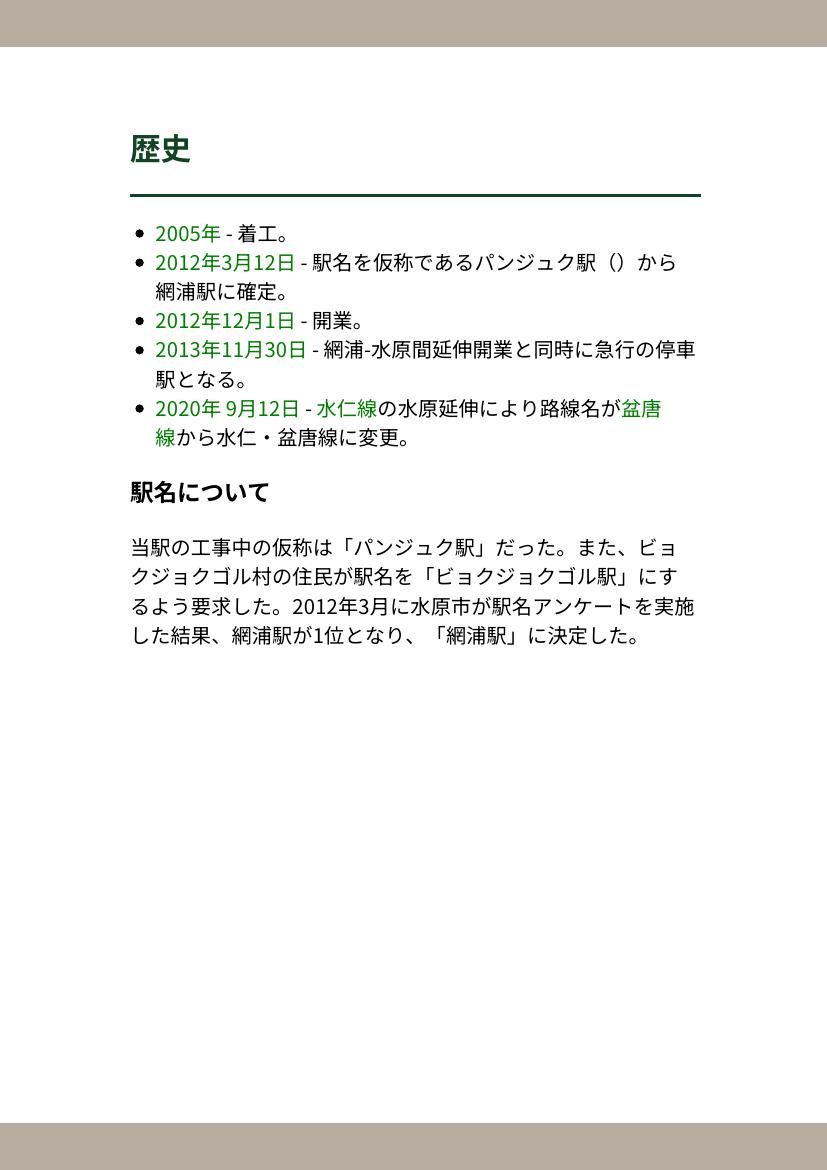 歴史
2005年 - 着工。
2012年3月12日 - 駅名を仮称であるパンジュク駅（）から
網浦駅に確定。
2012年12月1日 - 開業。
2013年11月30日 - 網浦-水原間延伸開業と同時に急行の停車
駅となる。
2020年 9月12日 - 水仁線の水原延伸により路線名が盆唐
線から水仁・盆唐線に変更。
駅名について
当駅の工事中の仮称は「パンジュク駅」だった。また、ビョ
クジョクゴル村の住民が駅名を「ビョクジョクゴル駅」にす
るよう要求した。2012年3月に水原市が駅名アンケートを実施
した結果、網浦駅が1位となり、「網浦駅」に決定した。